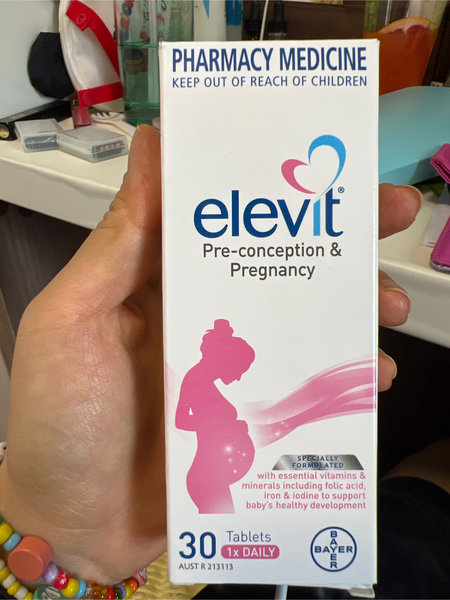 PHARMACY MEDICINE
KEEP OUT OF REACH OF CHILDREN
elevit®
Pre-conception &
Pregnancy
SPECIALLY
FORMULATED
with essential vitamins &
minerals including folic acid,
iron & iodine to support
baby's healthy development
30 Tablets
1x DAILY
BAYER
BAYER
AUST R 213113